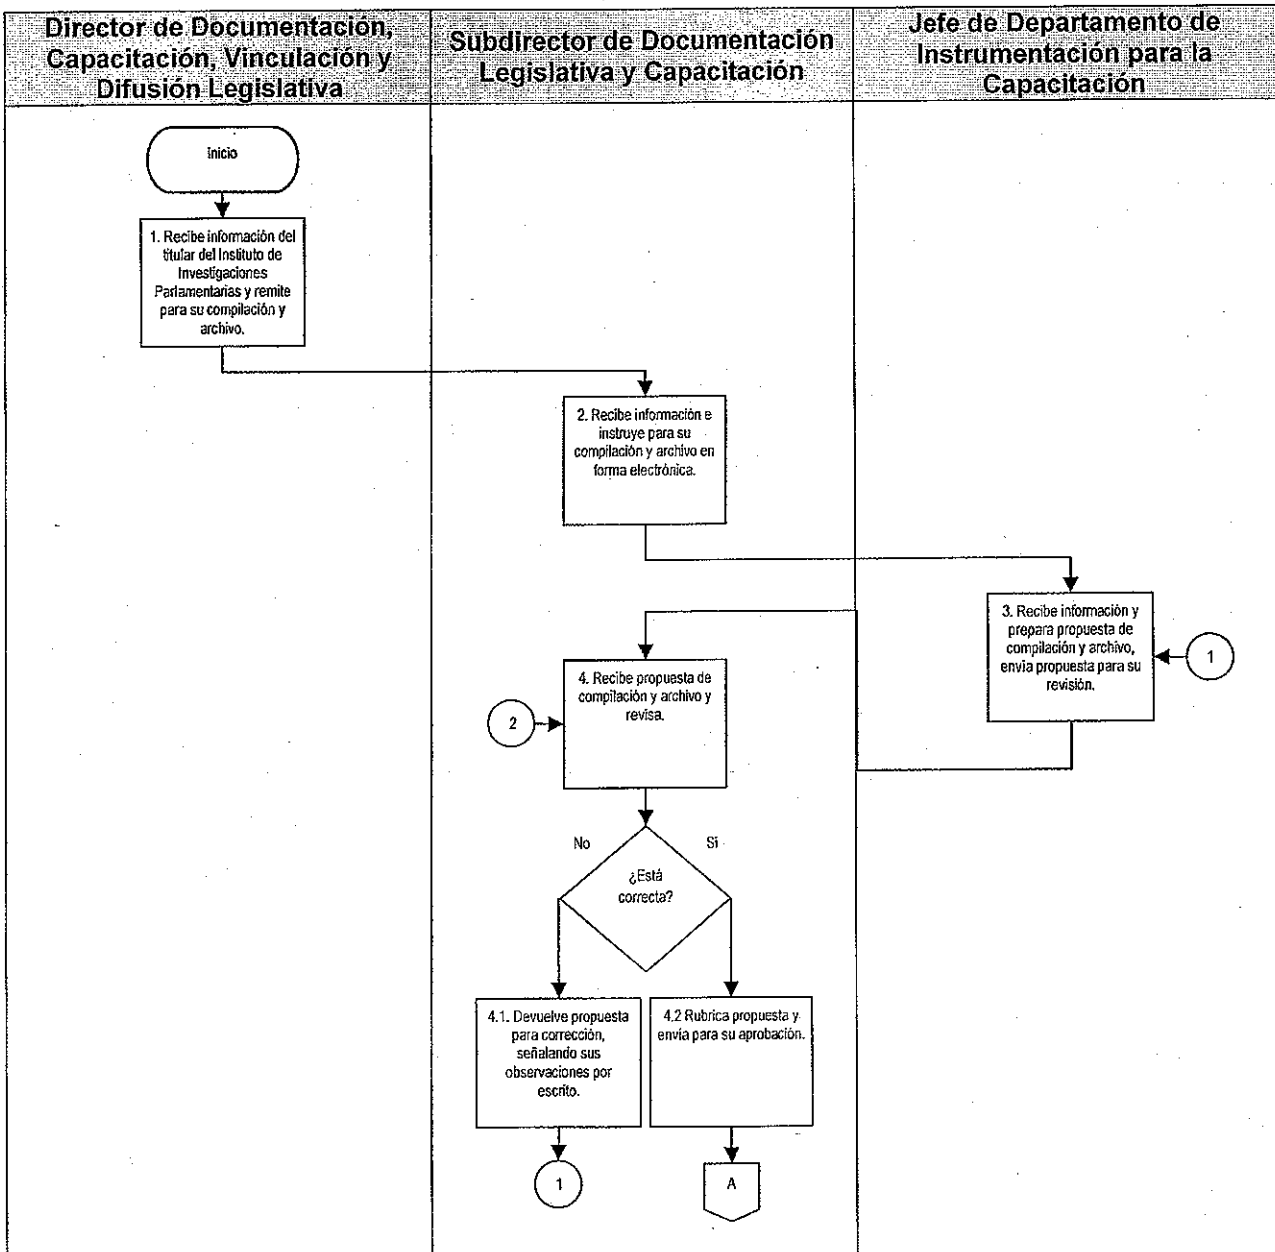 Director de Documentación,
Capacitación, Vinculación y
Difusión Legislativa
Subdirector de Documentación
Legislativa y Capacitación
Jefe de Departamento de
Instrumentación para la
Capacitación
Inicio
1. Recibe información del
titular del Instituto de
Investigaciones
Parlamentarias y remite
para su compilación y
archivo.
2. Recibe información e
instruye para su
compilación y archivo en
forma electrónica.
3. Recibe información y
prepara propuesta de
compilación y archivo,
envía propuesta para su
revisión.
1
4. Recibe propuesta de
compilación y archivo y
revisa.
2
No
Si
¿Está
correcta?
4.1. Devuelve propuesta
para corrección,
señalando sus
observaciones por
escrito.
4.2 Rubrica propuesta y
envía para su aprobación.
1
A